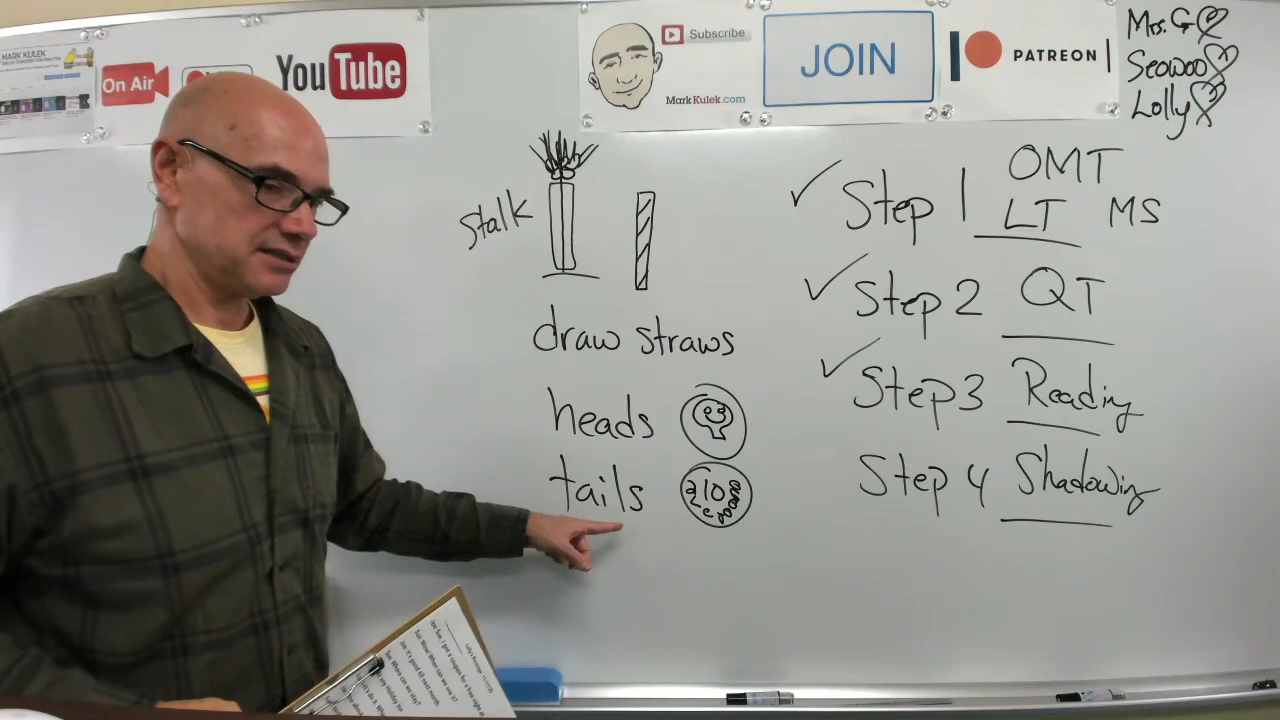 MARK KULEK
On Air
YouTube
Subscribe
MarkKulek.com
JOIN
PATREON
Mrs. G
Seowoo
Lolly
stalk
draw straws
heads
tails
Step 1 OMT
LT MS
Step 2 QT
Step 3 Reading
Step 4 Shadowing